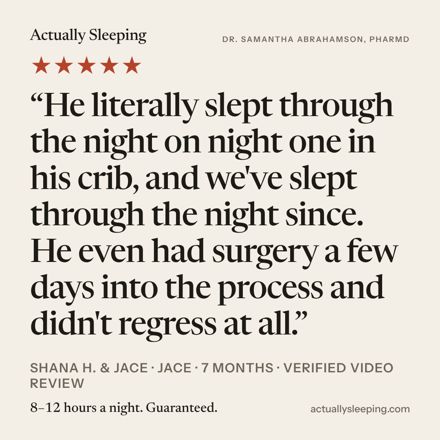 Actually Sleeping
DR. SAMANTHA ABRAHAMSON, PHARMD
★★★★★
“He literally slept through
the night on night one in
his crib, and we've slept
through the night since.
He even had surgery a few
days into the process and
didn't regress at all.”
SHANA H. & JACE · JACE · 7 MONTHS · VERIFIED VIDEO
REVIEW
8–12 hours a night. Guaranteed.
actuallysleeping.com